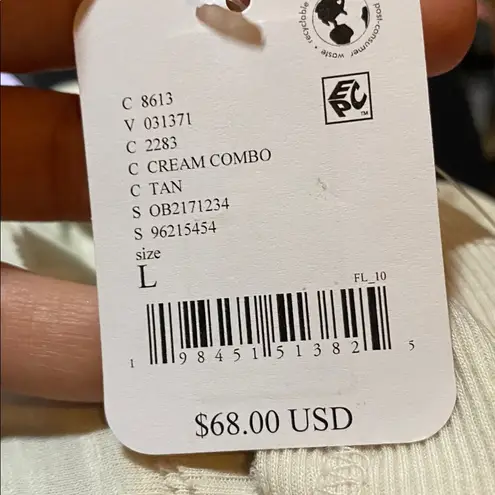 recyclable • post-consumer waste •
EPC
TM
C 8613
V 031371
C 2283
C CREAM COMBO
C TAN
S OB2171234
S 96215454
size
L
FL_10
1 98451 51382 5
$68.00 USD